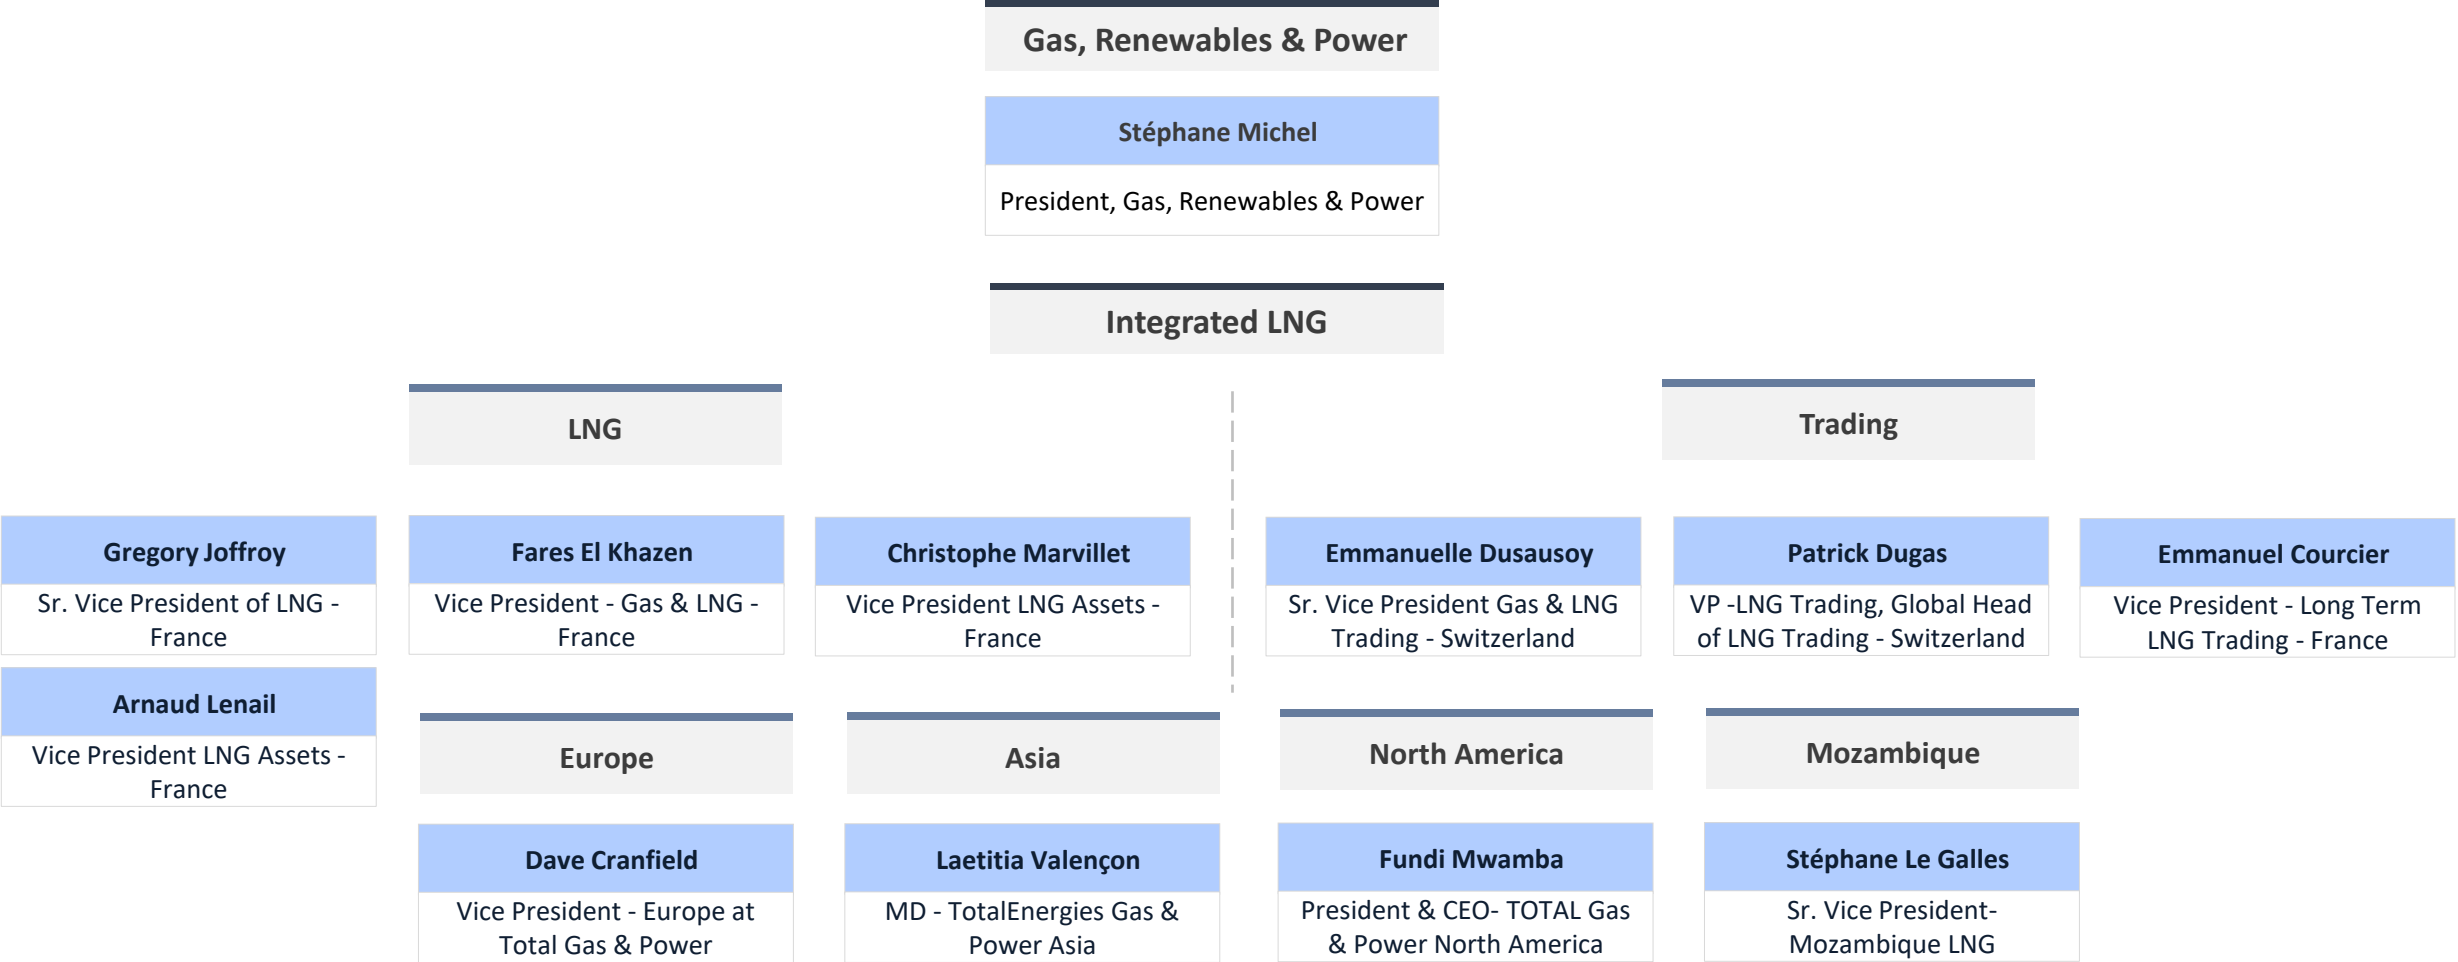 Gas, Renewables & Power
Stéphane Michel
President, Gas, Renewables & Power
Integrated LNG
LNG
Trading
Gregory Joffroy
Sr. Vice President of LNG -
France
Fares El Khazen
Vice President - Gas & LNG -
France
Christophe Marvillet
Vice President LNG Assets -
France
Emmanuelle Dusausoy
Sr. Vice President Gas & LNG
Trading - Switzerland
Patrick Dugas
VP -LNG Trading, Global Head
of LNG Trading - Switzerland
Emmanuel Courcier
Vice President - Long Term
LNG Trading - France
Arnaud Lenail
Vice President LNG Assets -
France
Europe
Asia
North America
Mozambique
Dave Cranfield
Vice President - Europe at
Total Gas & Power
Laetitia Valençon
MD - TotalEnergies Gas &
Power Asia
Fundi Mwamba
President & CEO- TOTAL Gas
& Power North America
Stéphane Le Galles
Sr. Vice President-
Mozambique LNG